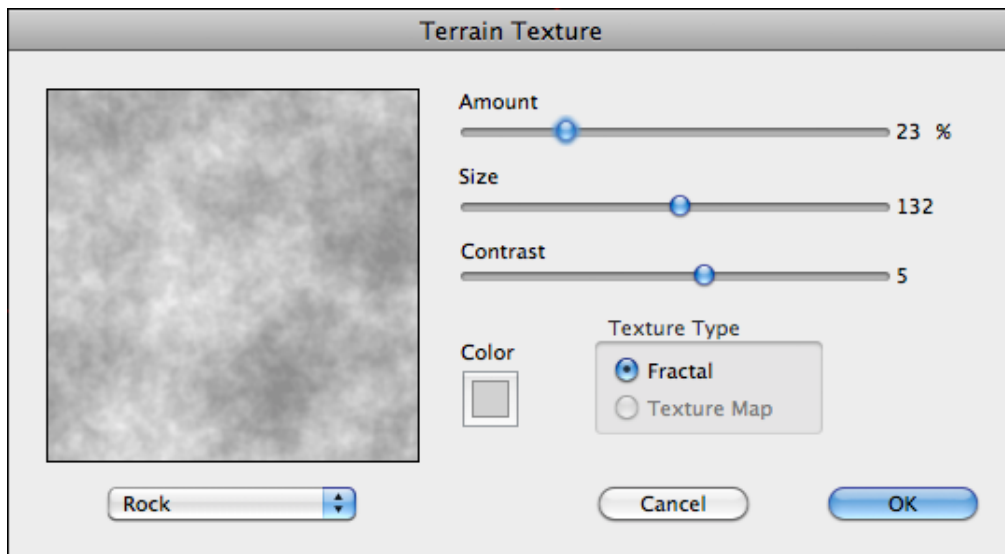 Terrain Texture
Amount
23 %
Size
132
Contrast
5
Color
Texture Type
Fractal
Texture Map
Rock
Cancel
OK